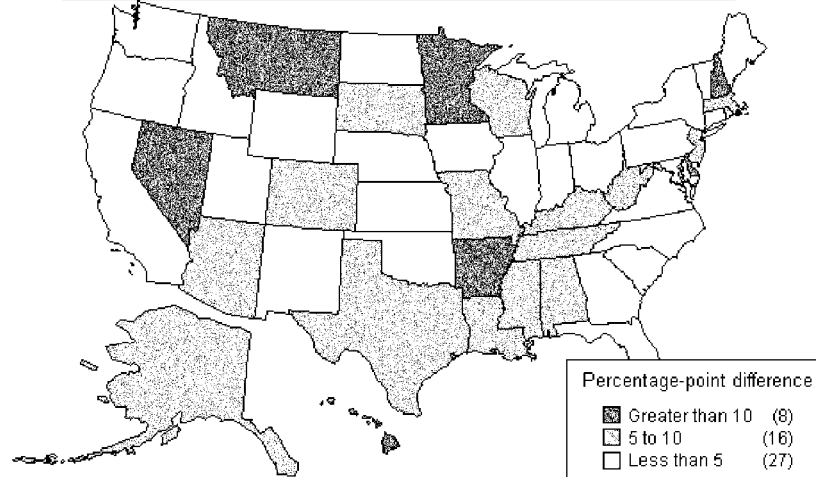 Percentage-point difference
Greater than 10 (8)
5 to 10 (16)
Less than 5 (27)